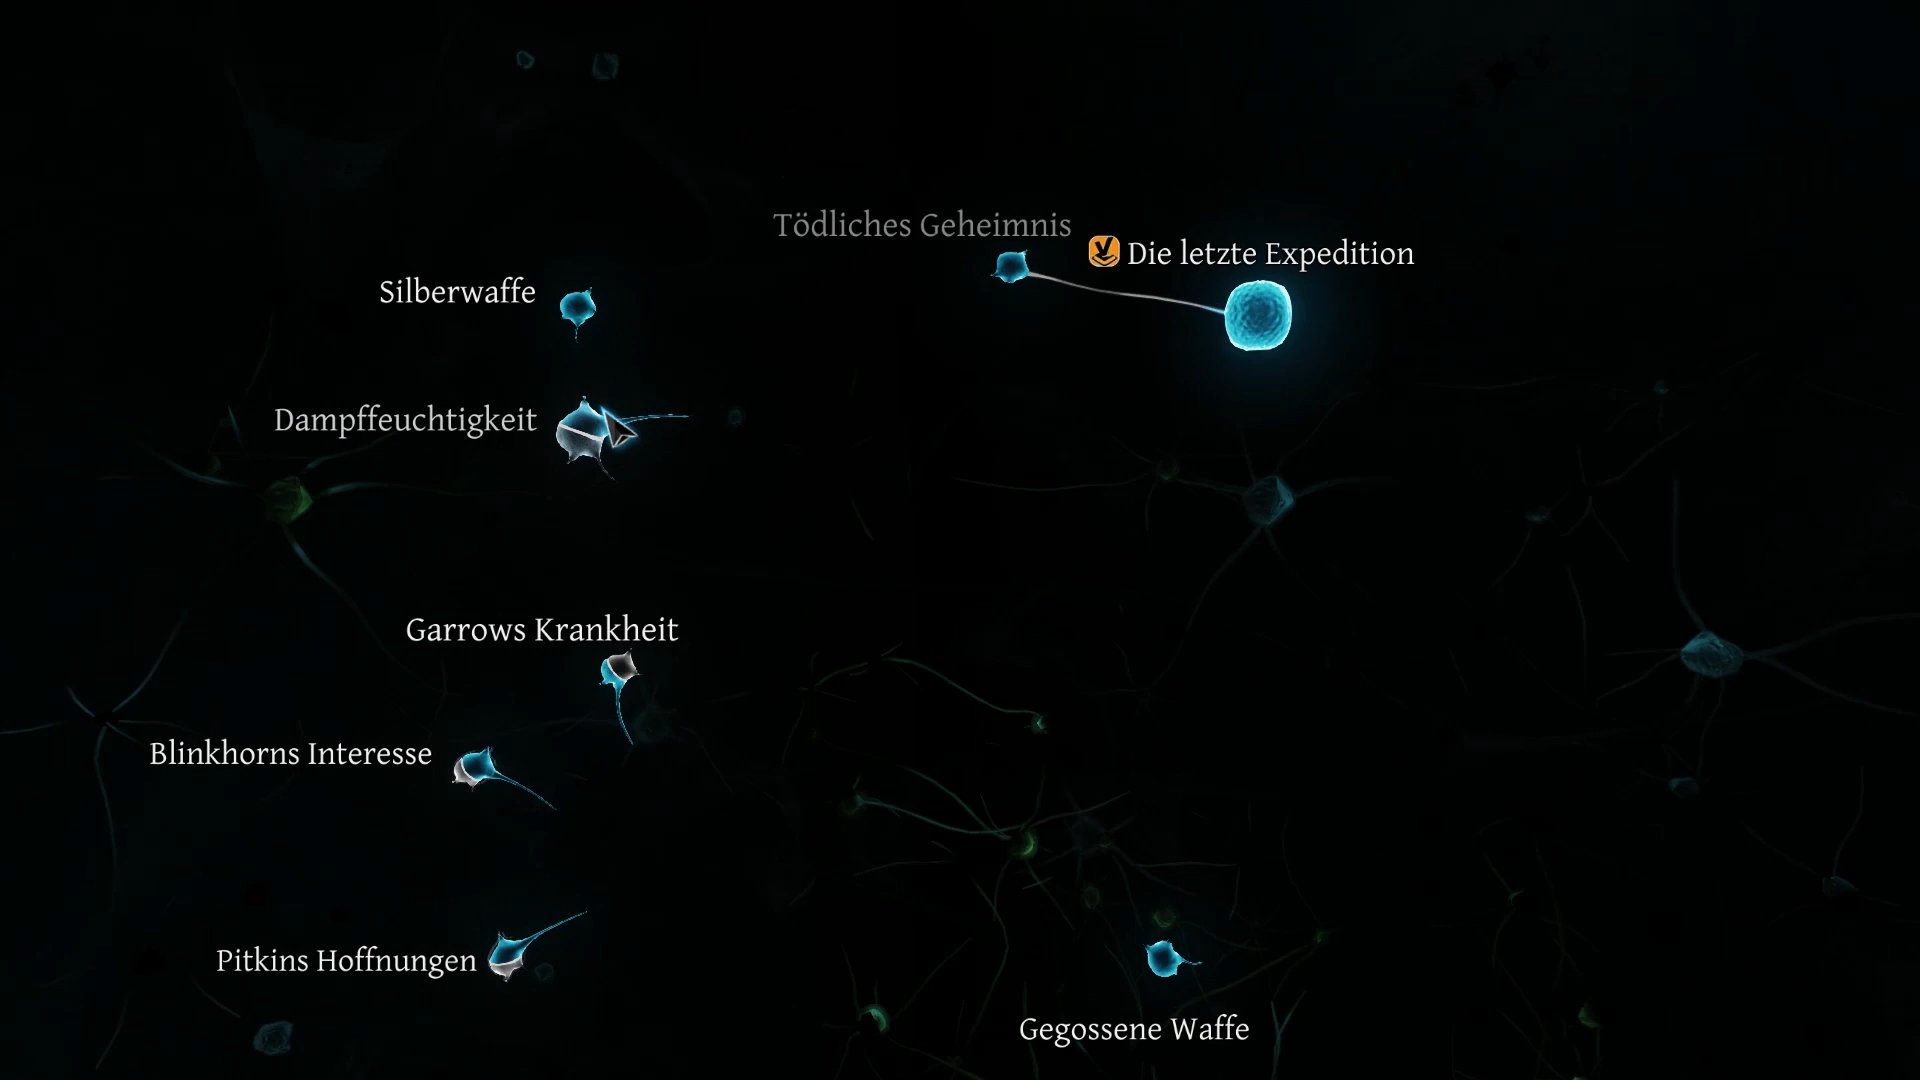 Tödliches Geheimnis
Die letzte Expedition
Silberwaffe
Dampffeuchtigkeit
Garrows Krankheit
Blinkhorns Interesse
Pitkins Hoffnungen
Gegossene Waffe